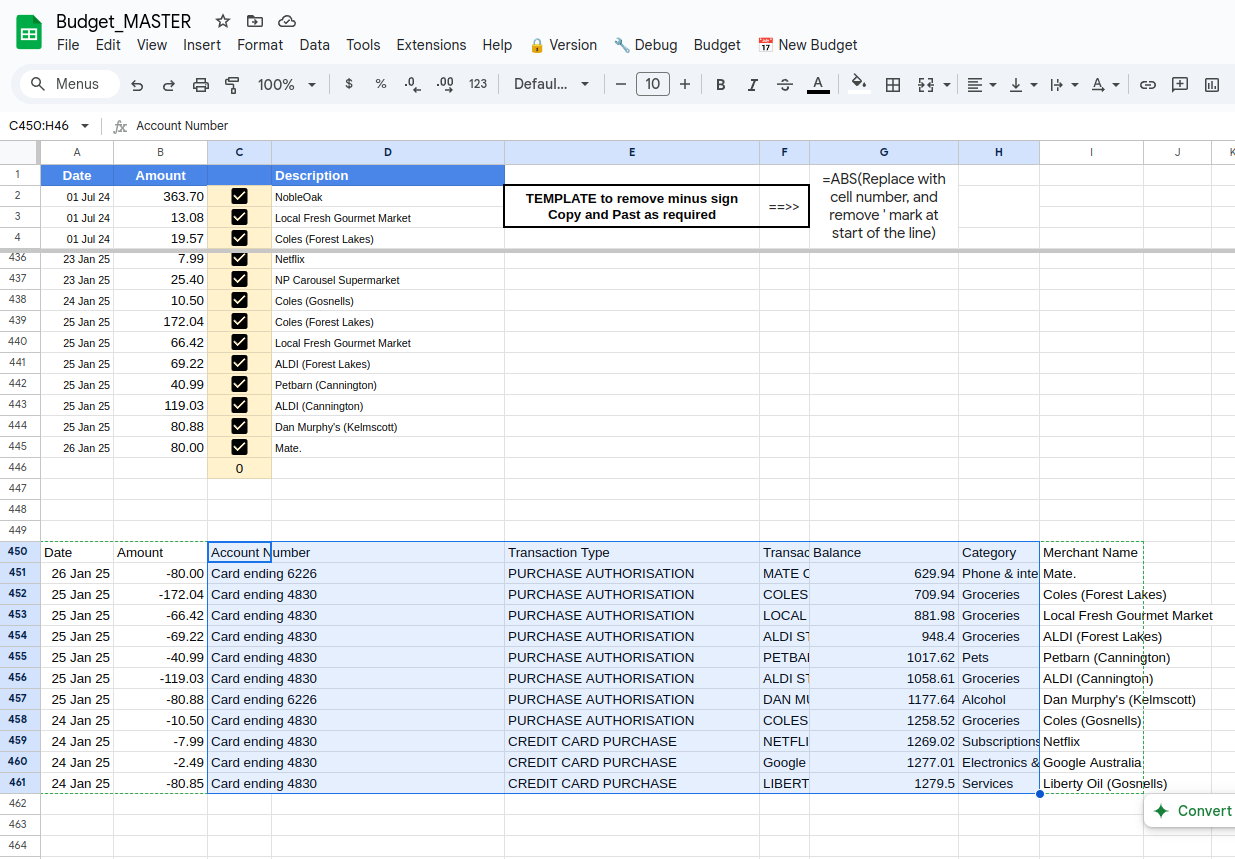 Budget_MASTER
File Edit View Insert Format Data Tools Extensions Help 🔒 Version 🔧 Debug Budget 📅 New Budget
Menus 100% $ % .0 .00 123 Defaul... − 10 + B I S A
C450:H46 fx Account Number
A B C D E F G H I J K
1 Date Amount Description
2 01 Jul 24 363.70 NobleOak
3 01 Jul 24 13.08 Local Fresh Gourmet Market
4 01 Jul 24 19.57 Coles (Forest Lakes)
TEMPLATE to remove minus sign
Copy and Past as required
==>>
=ABS(Replace with
cell number, and
remove ' mark at
start of the line)
436 23 Jan 25 7.99 Netflix
437 23 Jan 25 25.40 NP Carousel Supermarket
438 24 Jan 25 10.50 Coles (Gosnells)
439 25 Jan 25 172.04 Coles (Forest Lakes)
440 25 Jan 25 66.42 Local Fresh Gourmet Market
441 25 Jan 25 69.22 ALDI (Forest Lakes)
442 25 Jan 25 40.99 Petbarn (Cannington)
443 25 Jan 25 119.03 ALDI (Cannington)
444 25 Jan 25 80.88 Dan Murphy's (Kelmscott)
445 26 Jan 25 80.00 Mate.
446 0
447
448
449
450 Date Amount Account Number Transaction Type Transac Balance Category Merchant Name
451 26 Jan 25 -80.00 Card ending 6226 PURCHASE AUTHORISATION MATE C 629.94 Phone & inte Mate.
452 25 Jan 25 -172.04 Card ending 4830 PURCHASE AUTHORISATION COLES 709.94 Groceries Coles (Forest Lakes)
453 25 Jan 25 -66.42 Card ending 4830 PURCHASE AUTHORISATION LOCAL 881.98 Groceries Local Fresh Gourmet Market
454 25 Jan 25 -69.22 Card ending 4830 PURCHASE AUTHORISATION ALDI ST 948.4 Groceries ALDI (Forest Lakes)
455 25 Jan 25 -40.99 Card ending 4830 PURCHASE AUTHORISATION PETBA 1017.62 Pets Petbarn (Cannington)
456 25 Jan 25 -119.03 Card ending 4830 PURCHASE AUTHORISATION ALDI ST 1058.61 Groceries ALDI (Cannington)
457 25 Jan 25 -80.88 Card ending 6226 PURCHASE AUTHORISATION DAN MU 1177.64 Alcohol Dan Murphy's (Kelmscott)
458 24 Jan 25 -10.50 Card ending 4830 PURCHASE AUTHORISATION COLES 1258.52 Groceries Coles (Gosnells)
459 24 Jan 25 -7.99 Card ending 4830 CREDIT CARD PURCHASE NETFLI 1269.02 Subscriptions Netflix
460 24 Jan 25 -2.49 Card ending 4830 CREDIT CARD PURCHASE Google 1277.01 Electronics & Google Australia
461 24 Jan 25 -80.85 Card ending 4830 CREDIT CARD PURCHASE LIBERT 1279.5 Services Liberty Oil (Gosnells)
462
463
464
Convert